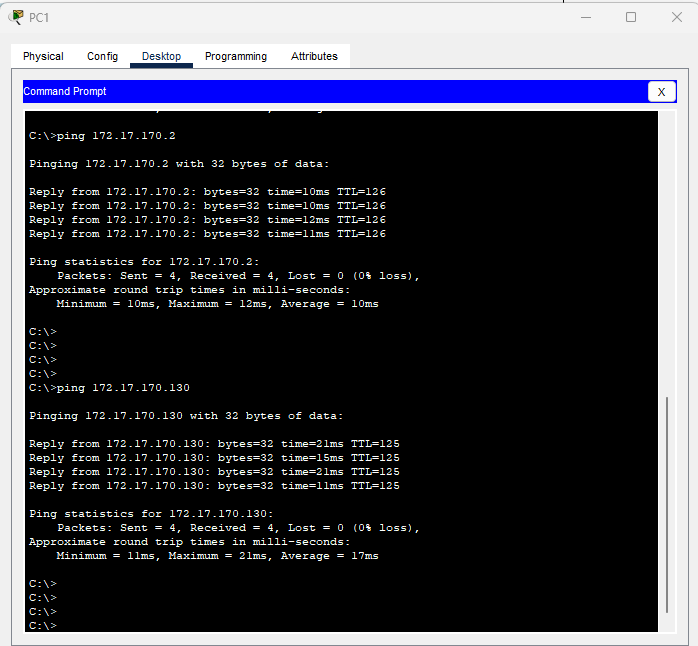 PC1
Physical Config Desktop Programming Attributes
Command Prompt
X
C:\>ping 172.17.170.2
Pinging 172.17.170.2 with 32 bytes of data:
Reply from 172.17.170.2: bytes=32 time=10ms TTL=126
Reply from 172.17.170.2: bytes=32 time=10ms TTL=126
Reply from 172.17.170.2: bytes=32 time=12ms TTL=126
Reply from 172.17.170.2: bytes=32 time=11ms TTL=126
Ping statistics for 172.17.170.2:
Packets: Sent = 4, Received = 4, Lost = 0 (0% loss),
Approximate round trip times in milli-seconds:
Minimum = 10ms, Maximum = 12ms, Average = 10ms
C:\>
C:\>
C:\>
C:\>
C:\>ping 172.17.170.130
Pinging 172.17.170.130 with 32 bytes of data:
Reply from 172.17.170.130: bytes=32 time=21ms TTL=125
Reply from 172.17.170.130: bytes=32 time=15ms TTL=125
Reply from 172.17.170.130: bytes=32 time=21ms TTL=125
Reply from 172.17.170.130: bytes=32 time=11ms TTL=125
Ping statistics for 172.17.170.130:
Packets: Sent = 4, Received = 4, Lost = 0 (0% loss),
Approximate round trip times in milli-seconds:
Minimum = 11ms, Maximum = 21ms, Average = 17ms
C:\>
C:\>
C:\>
C:\>